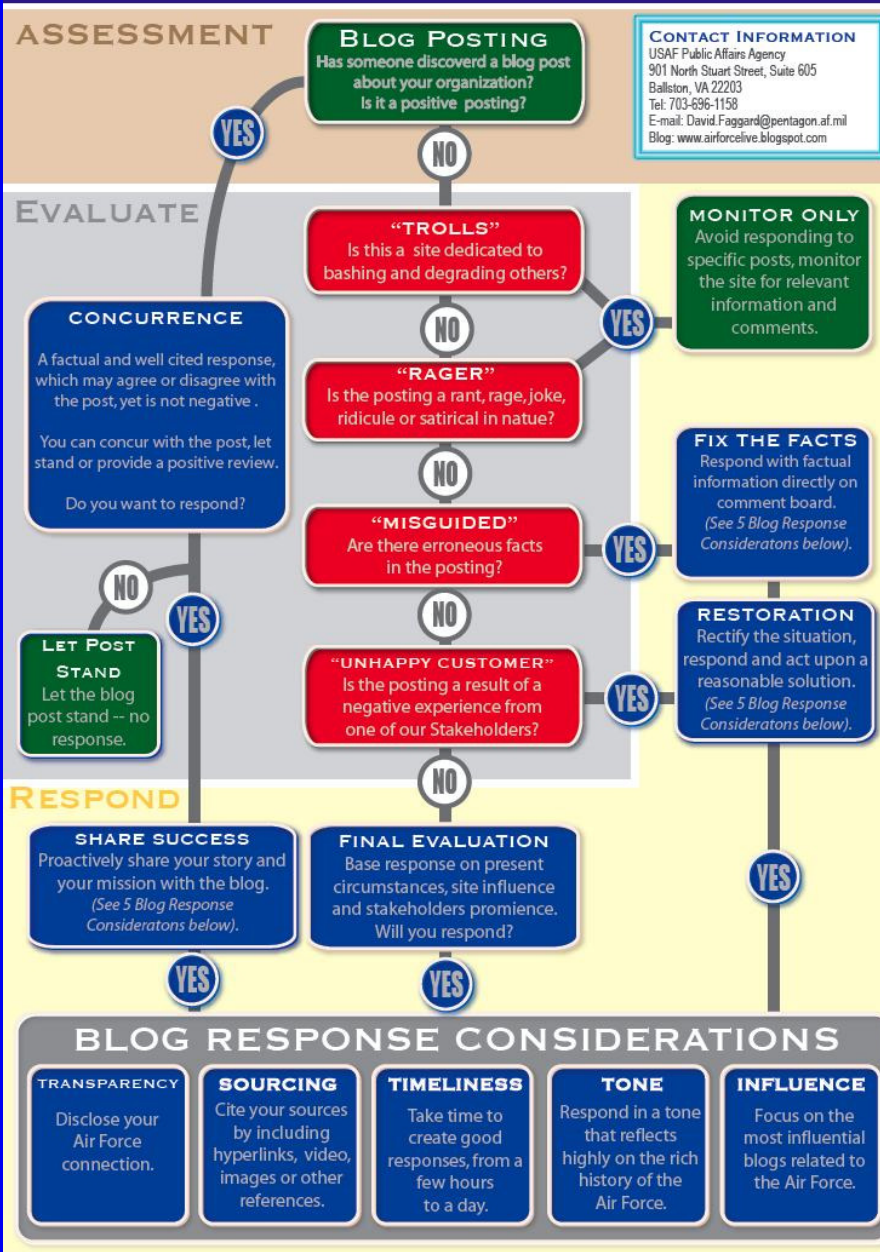 ASSESSMENT
BLOG POSTING
Has someone discoverd a blog post
about your organization?
Is it a positive posting?
CONTACT INFORMATION
USAF Public Affairs Agency
901 North Stuart Street, Suite 605
Ballston, VA 22203
Tel: 703-696-1158
E-mail: David.Faggard@pentagon.af.mil
Blog: www.airforcelive.blogspot.com
YES
NO
EVALUATE
"TROLLS"
Is this a site dedicated to
bashing and degrading others?
MONITOR ONLY
Avoid responding to
specific posts, monitor
the site for relevant
information and
comments.
YES
NO
CONCURRENCE
A factual and well cited response,
which may agree or disagree with
the post, yet is not negative .
You can concur with the post, let
stand or provide a positive review.
Do you want to respond?
"RAGER"
Is the posting a rant, rage, joke,
ridicule or satirical in natue?
NO
FIX THE FACTS
Respond with factual
information directly on
comment board.
(See 5 Blog Response
Consideratons below).
"MISGUIDED"
Are there erroneous facts
in the posting?
YES
NO
YES
NO
LET POST
STAND
Let the blog
post stand -- no
response.
"UNHAPPY CUSTOMER"
Is the posting a result of a
negative experience from
one of our Stakeholders?
YES
RESTORATION
Rectify the situation,
respond and act upon a
reasonable solution.
(See 5 Blog Response
Consideratons below).
NO
RESPOND
SHARE SUCCESS
Proactively share your story and
your mission with the blog.
(See 5 Blog Response
Consideratons below).
FINAL EVALUATION
Base response on present
circumstances, site influence
and stakeholders promience.
Will you respond?
YES
YES
YES
BLOG RESPONSE CONSIDERATIONS
TRANSPARENCY
Disclose your
Air Force
connection.
SOURCING
Cite your sources
by including
hyperlinks, video,
images or other
references.
TIMELINESS
Take time to
create good
responses, from a
few hours
to a day.
TONE
Respond in a tone
that reflects
highly on the rich
history of the
Air Force.
INFLUENCE
Focus on the
most influential
blogs related to
the Air Force.